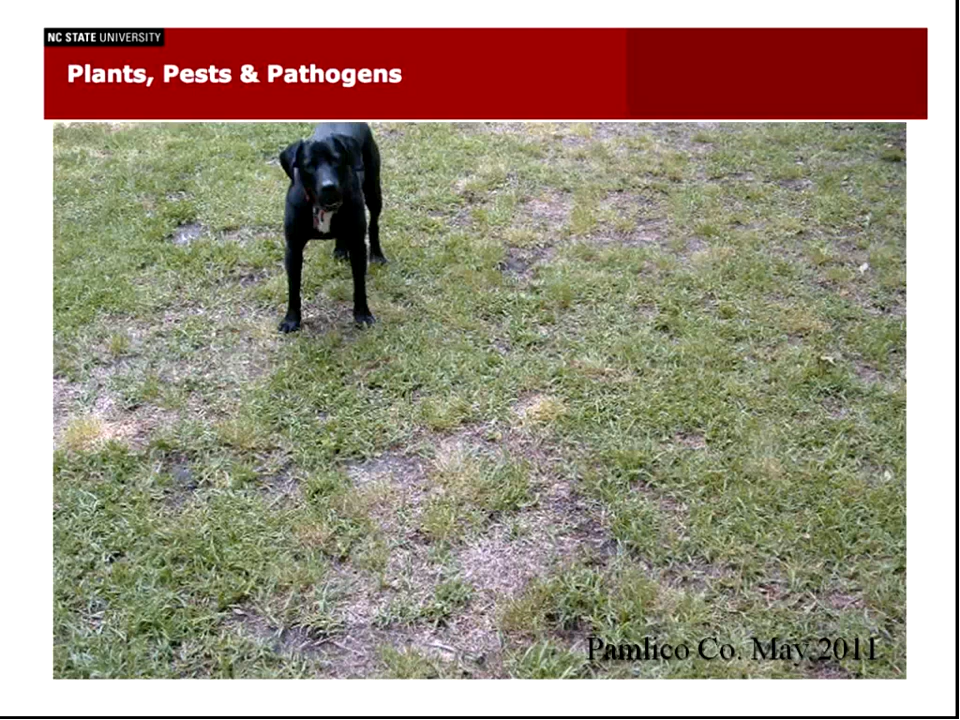 NC STATE UNIVERSITY
Plants, Pests & Pathogens
Pamlico Co. May 2011